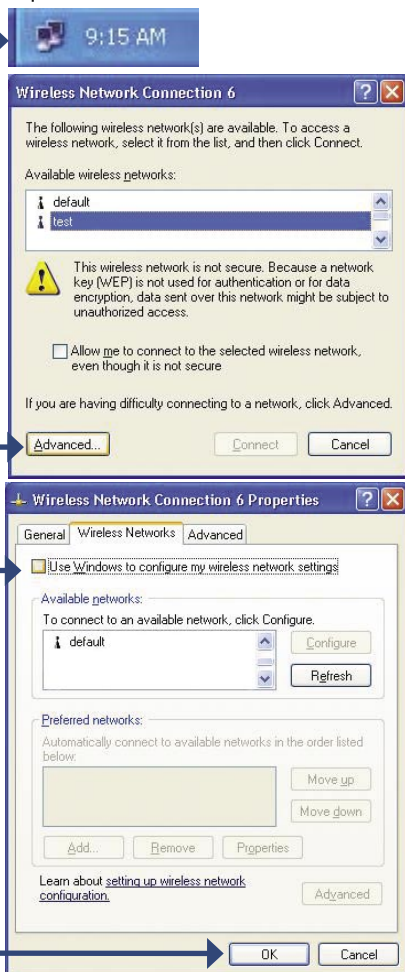 9:15 AM
Wireless Network Connection 6
The following wireless network(s) are available. To access a
wireless network, select it from the list, and then click Connect.
Available wireless networks:
default
test
This wireless network is not secure. Because a network
key (WEP) is not used for authentication or for data
encryption, data sent over this network might be subject to
unauthorized access.
Allow me to connect to the selected wireless network,
even though it is not secure
If you are having difficulty connecting to a network, click Advanced.
Advanced... Connect Cancel
Wireless Network Connection 6 Properties
General Wireless Networks Advanced
Use Windows to configure my wireless network settings
Available networks:
To connect to an available network, click Configure.
default
Configure
Refresh
Preferred networks:
Automatically connect to available networks in the order listed
below:
Move up
Move down
Add... Remove Properties
Learn about setting up wireless network
configuration.
Advanced
OK Cancel